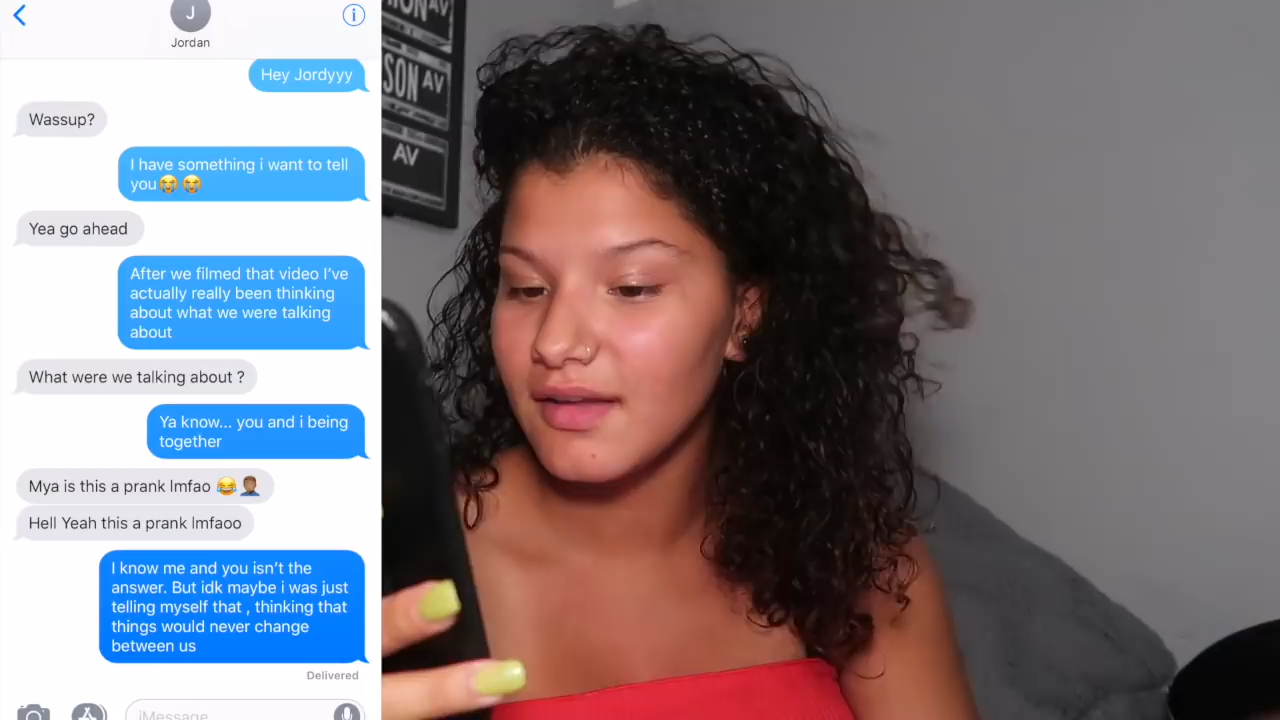 J
Jordan
Hey Jordyyy
Wassup?
I have something i want to tell
you😭 😭
Yea go ahead
After we filmed that video I've
actually really been thinking
about what we were talking
about
What were we talking about ?
Ya know... you and i being
together
Mya is this a prank lmfao 😂🤦🏾‍♂️
Hell Yeah this a prank lmfaoo
I know me and you isn't the
answer. But idk maybe i was just
telling myself that , thinking that
things would never change
between us
Delivered
iMessage
AV
SON AV
AV